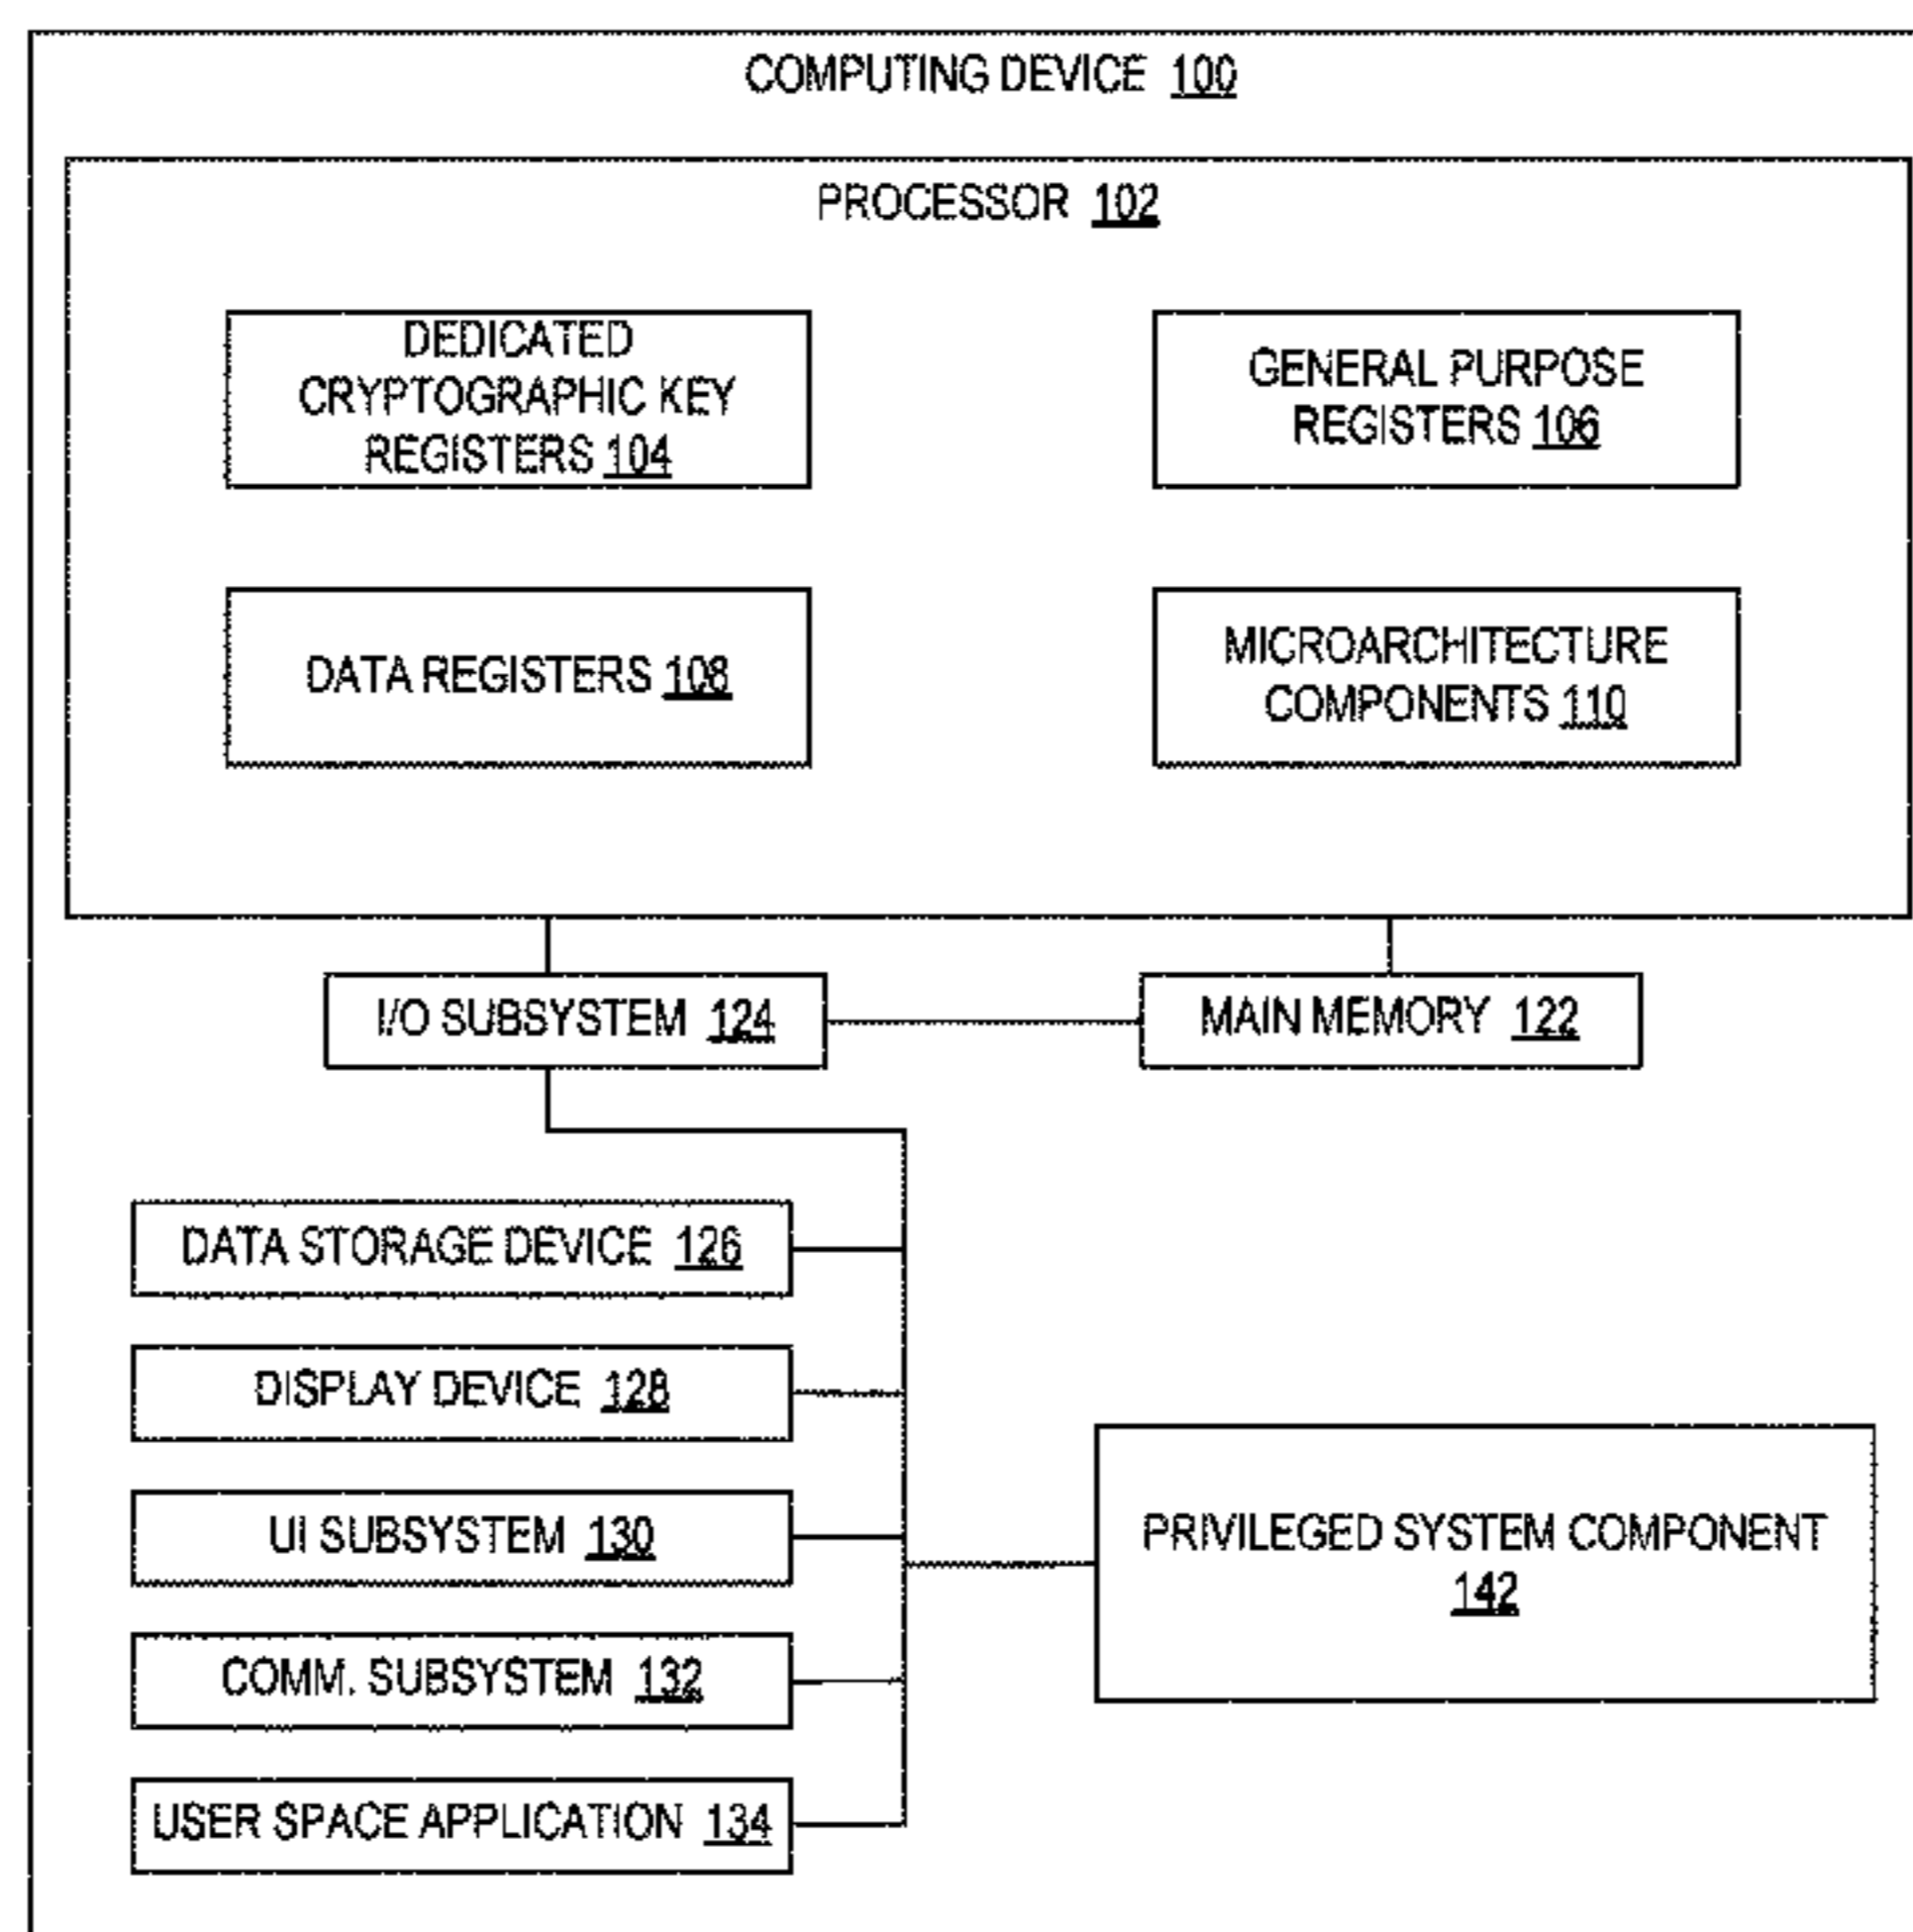 COMPUTING DEVICE 100
PROCESSOR 102
DEDICATED
CRYPTOGRAPHIC KEY
REGISTERS 104
GENERAL PURPOSE
REGISTERS 106
DATA REGISTERS 108
MICROARCHITECTURE
COMPONENTS 110
I/O SUBSYSTEM 124
MAIN MEMORY 122
DATA STORAGE DEVICE 126
DISPLAY DEVICE 128
UI SUBSYSTEM 130
COMM. SUBSYSTEM 132
USER SPACE APPLICATION 134
PRIVILEGED SYSTEM COMPONENT
142